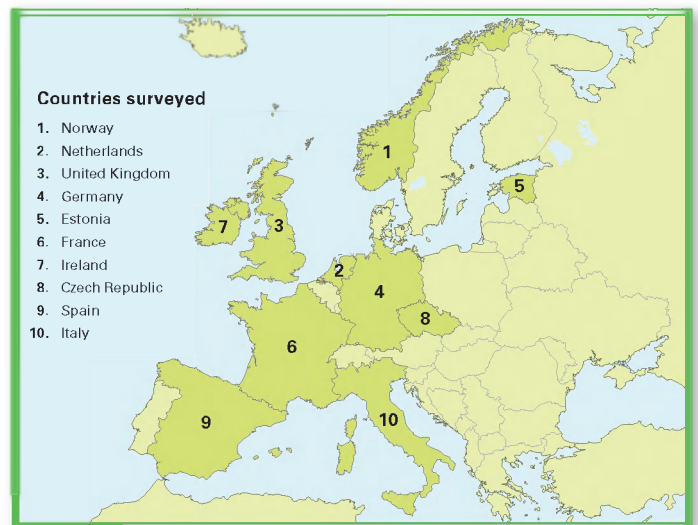 Countries surveyed
1. Norway
2. Netherlands
3. United Kingdom
4. Germany
5. Estonia
6. France
7. Ireland
8. Czech Republic
9. Spain
10. Italy
1
5
7
3
2
4
8
6
10
9